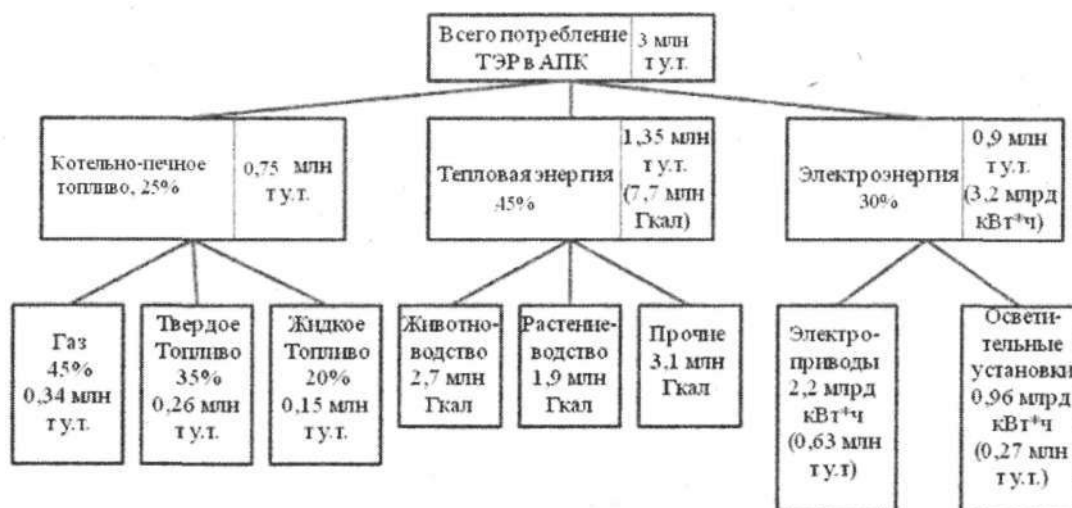 Всего потребление
ТЭР в АПК
3 млн
т у.т.
Котельно-печное
топливо, 25%
0,75 млн
т у.т.
Тепловая энергия
45%
1,35 млн
т у.т.
(7,7 млн
Гкал)
Электроэнергия
30%
0,9 млн
т у.т.
(3,2 млрд
кВт*ч)
Газ
45%
0,34 млн
т у.т.
Твердое
Топливо
35%
0,26 млн
т у.т.
Жидкое
Топливо
20%
0,15 млн
т у.т.
Животно-
водство
2,7 млн
Гкал
Растение-
водство
1,9 млн
Гкал
Прочие
3,1 млн
Гкал
Электро-
приводы
2,2 млрд
кВт*ч
(0,63 млн
т у.т)
Освети-
тельные
установки
0,96 млрд
кВт*ч
(0,27 млн
т у.т.)